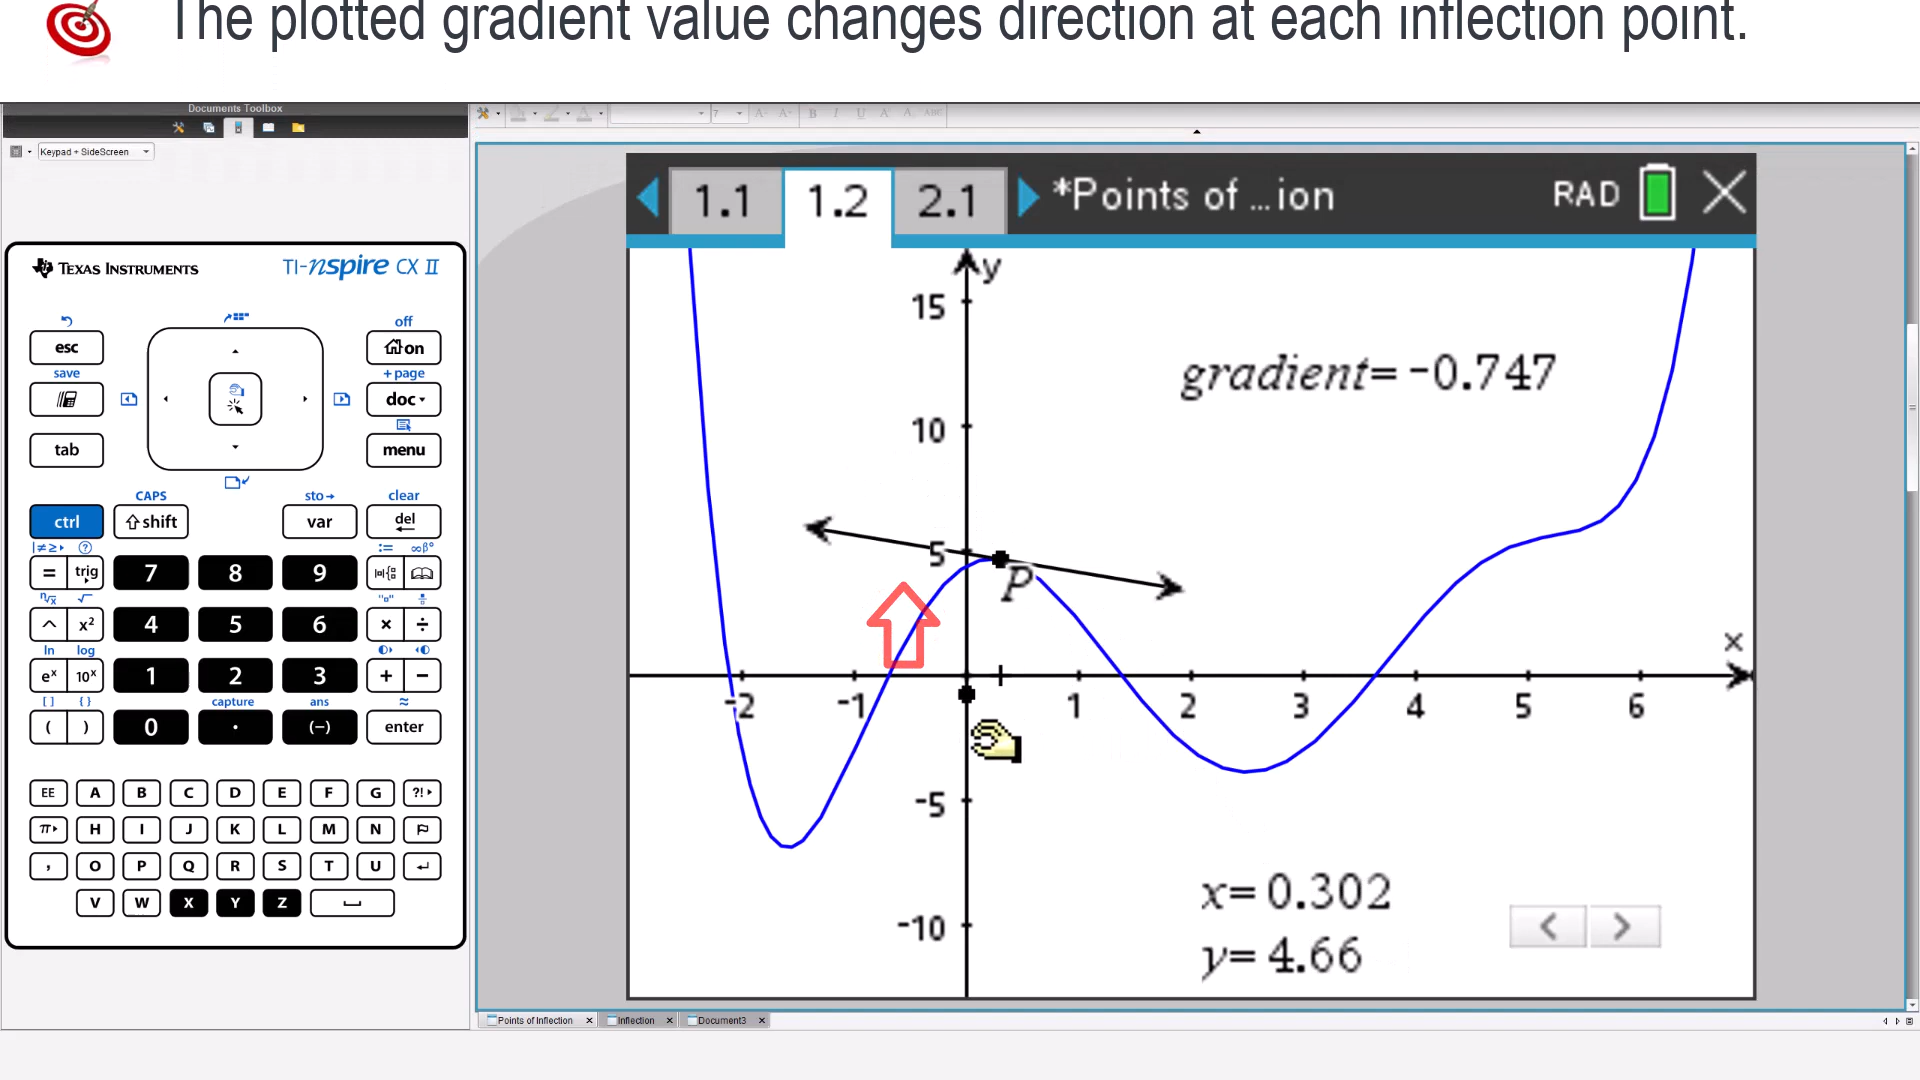 The plotted gradient value changes direction at each inflection point.
Documents Toolbox
Keypad + SideScreen
7
B I U A A ABC
1.1 1.2 2.1 *Points of ...ion RAD
TEXAS INSTRUMENTS TI-nspire CX II
off
esc on
save + page
doc
tab menu
CAPS sto→ clear
ctrl shift var del
|≠≥▸ ? := ∞β°
= trig 7 8 9
ⁿ√x √ "□"
^ x² 4 5 6 × ÷
ln log
eˣ 10ˣ 1 2 3 + −
[ ] { } capture ans ≈
( ) 0 . (−) enter
EE A B C D E F G ?!▸
π▸ H I J K L M N
, O P Q R S T U
V W X Y Z
y
15
gradient=-0.747
10
5
P
x
-2 -1 1 2 3 4 5 6
-5
-10
x=0.302
y=4.66
< >
Points of Inflection × Inflection × Document3 ×